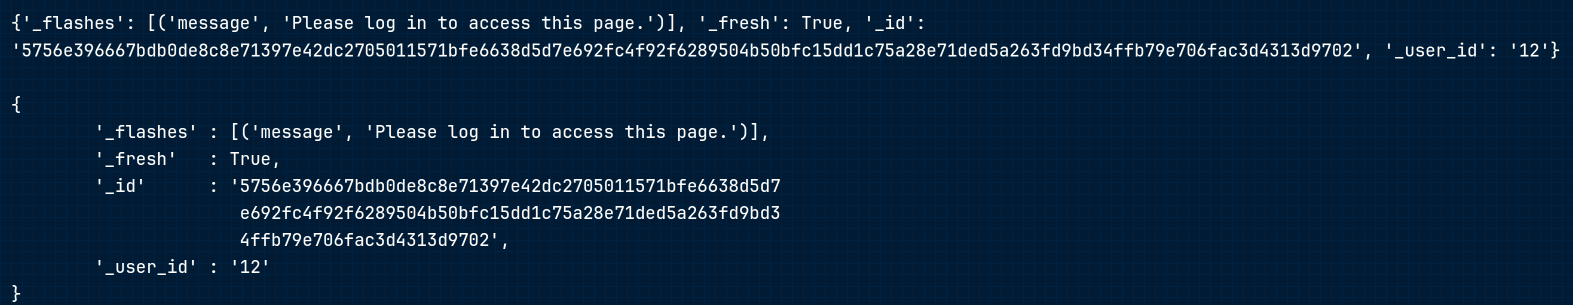 {'_flashes': [('message', 'Please log in to access this page.')], '_fresh': True, '_id':
'5756e396667bdb0de8c8e71397e42dc2705011571bfe6638d5d7e692fc4f92f6289504b50bfc15dd1c75a28e71ded5a263fd9bd34ffb79e706fac3d4313d9702', '_user_id': '12'}
{
'_flashes' : [('message', 'Please log in to access this page.')],
'_fresh' : True,
'_id' : '5756e396667bdb0de8c8e71397e42dc2705011571bfe6638d5d7
e692fc4f92f6289504b50bfc15dd1c75a28e71ded5a263fd9bd3
4ffb79e706fac3d4313d9702',
'_user_id' : '12'
}